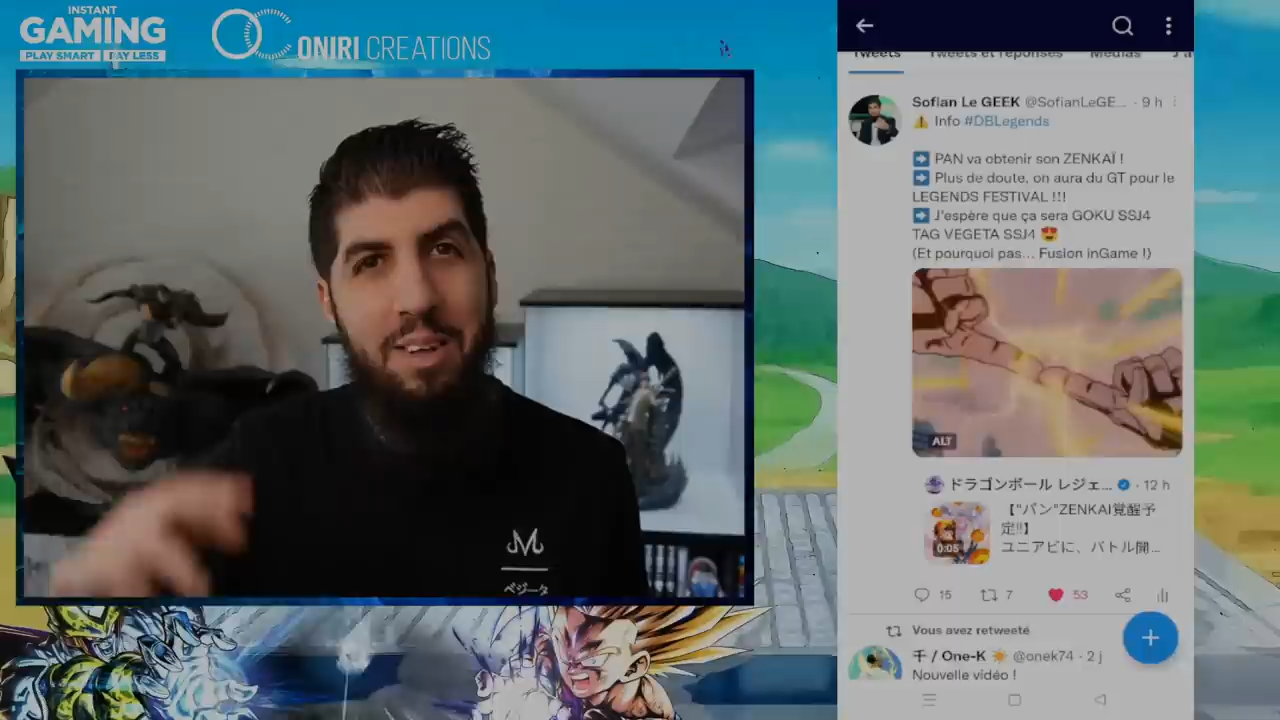 INSTANT
GAMING
PLAY SMART PAY LESS
ONIRI CREATIONS
ベジータ
Tweets Tweets et réponses Médias
Sofian Le GEEK @SofianLeGE... · 9 h
⚠️ Info #DBLegends
➡️ PAN va obtenir son ZENKAÏ !
➡️ Plus de doute, on aura du GT pour le
LEGENDS FESTIVAL !!!
➡️ J'espère que ça sera GOKU SSJ4
TAG VEGETA SSJ4 😍
(Et pourquoi pas... Fusion inGame !)
ALT
ドラゴンボール レジェ... · 12 h
【"パン"ZENKAI覚醒予
定!!】
ユニアビに、バトル開...
0:05
15 7 53
Vous avez retweeté
千 / One-K ☀️ @onek74 · 2 j
Nouvelle vidéo !